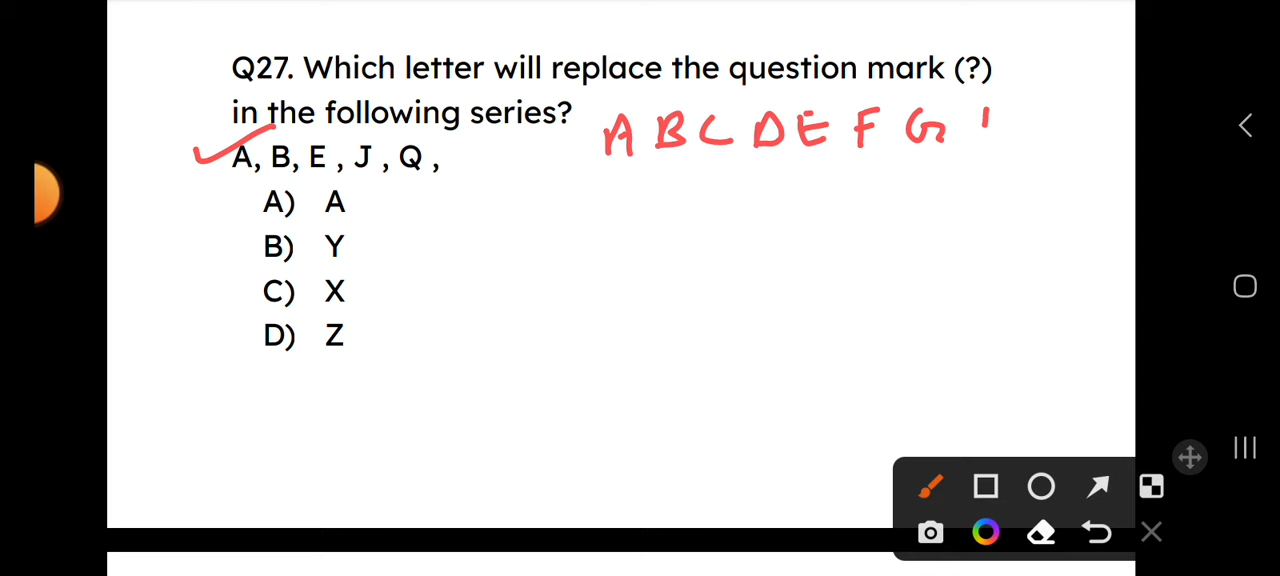 Q27. Which letter will replace the question mark (?)
in the following series?
A B C D E F G
A, B, E , J , Q ,
A) A
B) Y
C) X
D) Z